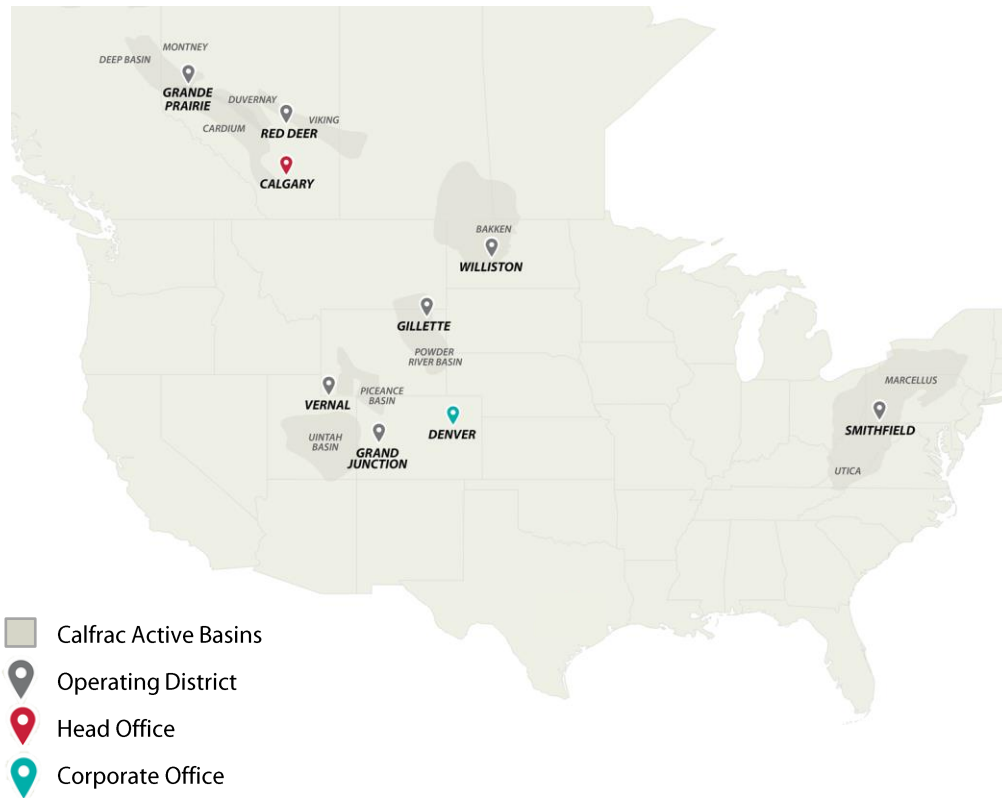 MONTNEY
DEEP BASIN
GRANDE
PRAIRIE
DUVERNAY
VIKING
CARDIUM
RED DEER
CALGARY
BAKKEN
WILLISTON
GILLETTE
POWDER
RIVER BASIN
VERNAL
PICEANCE
BASIN
DENVER
UINTAH
BASIN
GRAND
JUNCTION
MARCELLUS
SMITHFIELD
UTICA
Calfrac Active Basins
Operating District
Head Office
Corporate Office